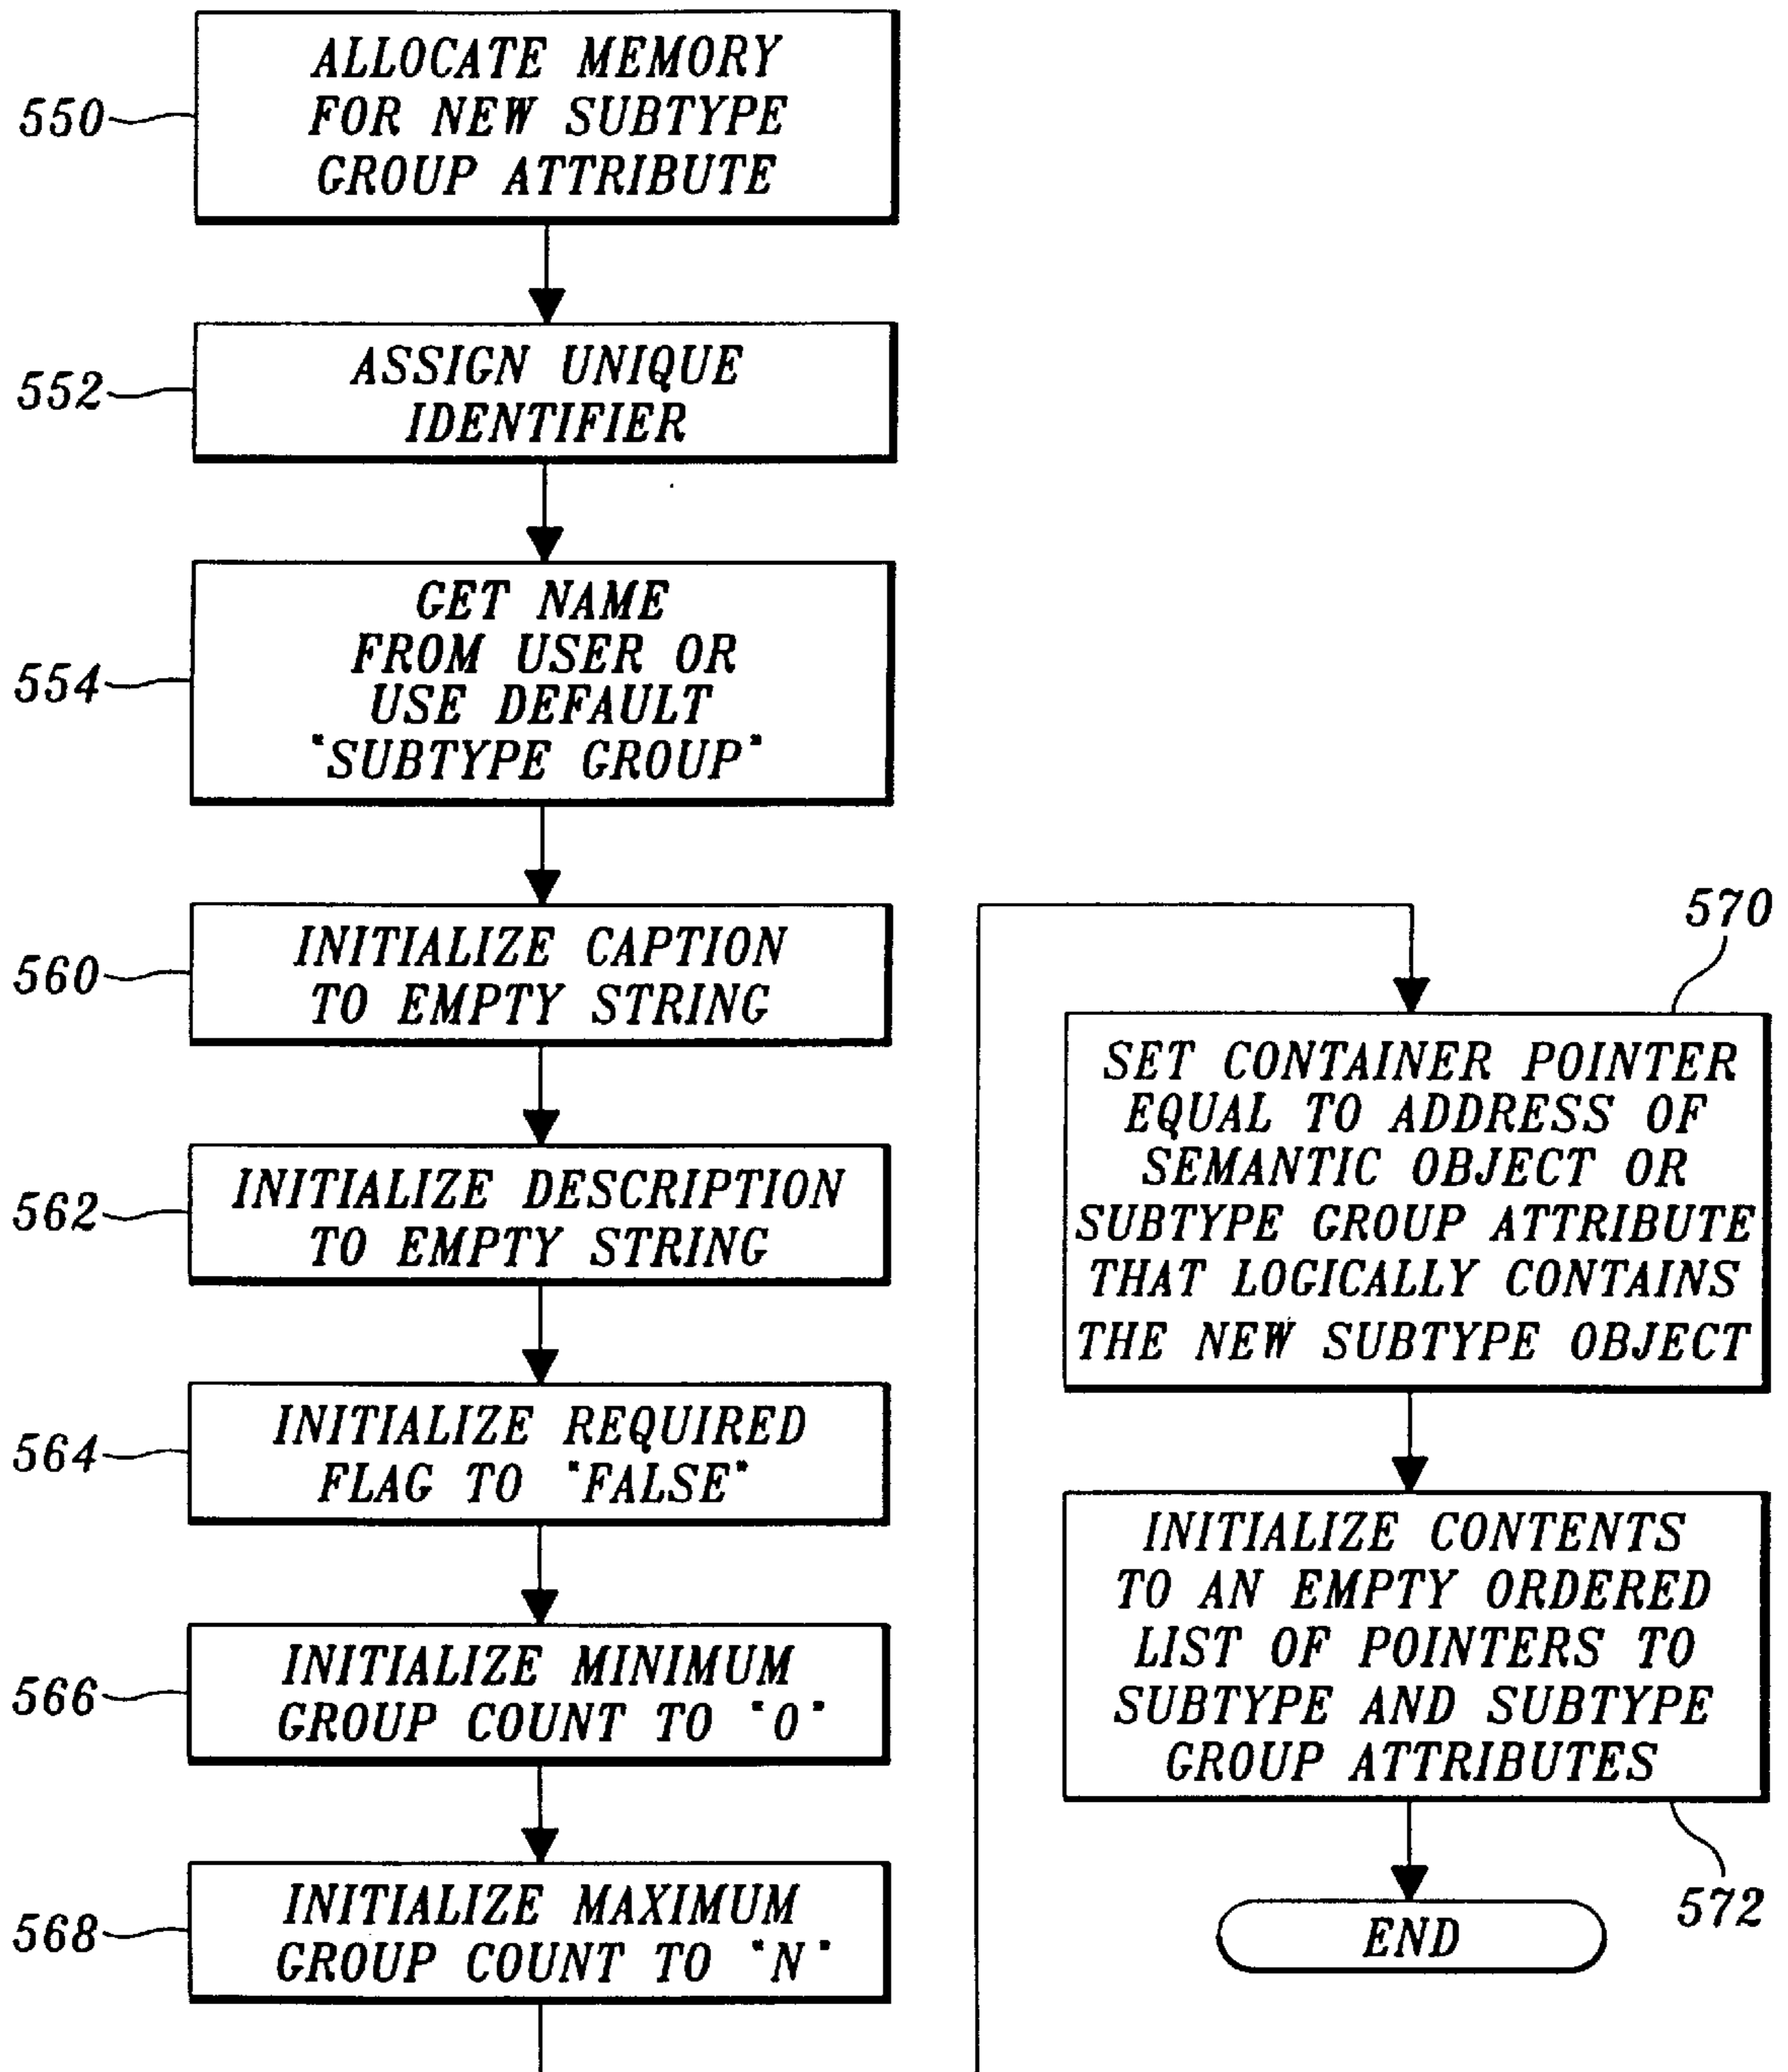 550
ALLOCATE MEMORY
FOR NEW SUBTYPE
GROUP ATTRIBUTE
552
ASSIGN UNIQUE
IDENTIFIER
554
GET NAME
FROM USER OR
USE DEFAULT
"SUBTYPE GROUP"
560
INITIALIZE CAPTION
TO EMPTY STRING
562
INITIALIZE DESCRIPTION
TO EMPTY STRING
564
INITIALIZE REQUIRED
FLAG TO "FALSE"
566
INITIALIZE MINIMUM
GROUP COUNT TO "0"
568
INITIALIZE MAXIMUM
GROUP COUNT TO "N"
570
SET CONTAINER POINTER
EQUAL TO ADDRESS OF
SEMANTIC OBJECT OR
SUBTYPE GROUP ATTRIBUTE
THAT LOGICALLY CONTAINS
THE NEW SUBTYPE OBJECT
INITIALIZE CONTENTS
TO AN EMPTY ORDERED
LIST OF POINTERS TO
SUBTYPE AND SUBTYPE
GROUP ATTRIBUTES
572
END